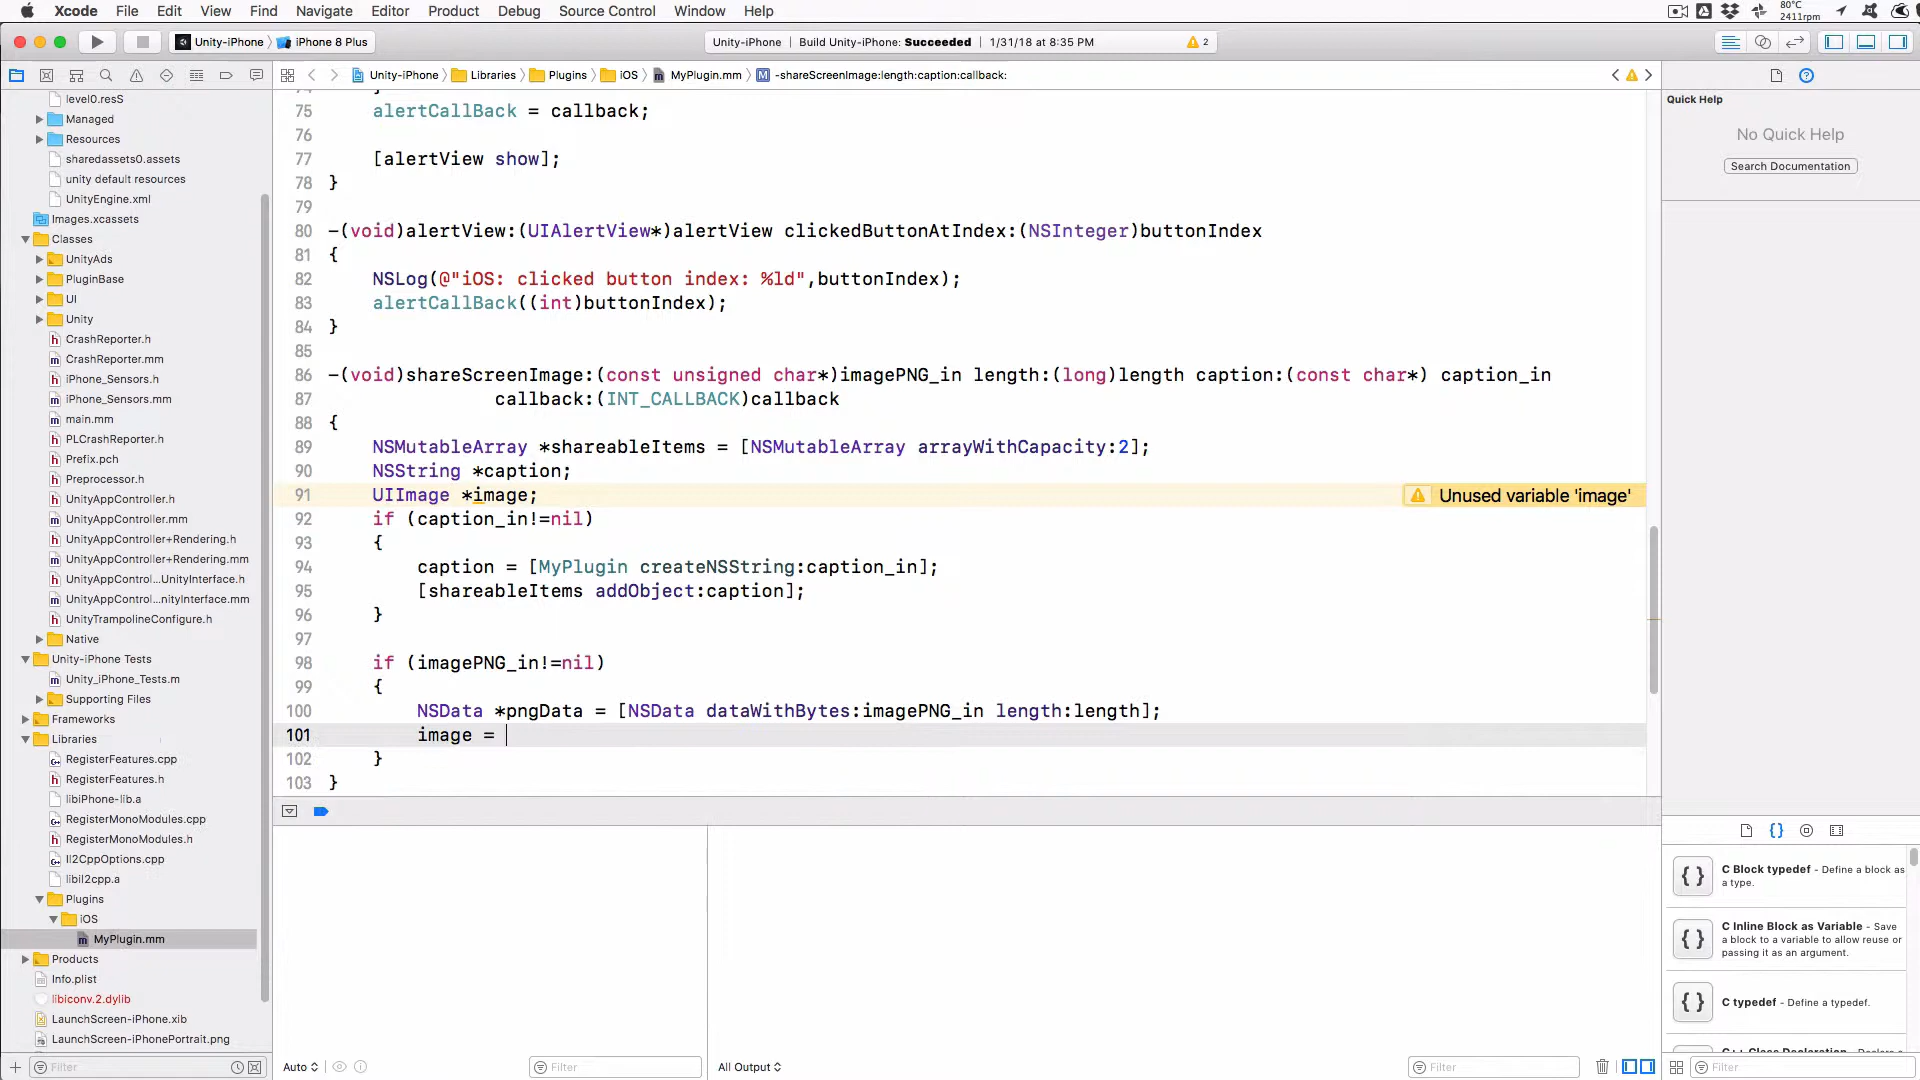 Xcode File Edit View Find Navigate Editor Product Debug Source Control Window Help
80°C
2411rpm
Unity-iPhone iPhone 8 Plus
Unity-iPhone | Build Unity-iPhone: Succeeded | 1/31/18 at 8:35 PM
2
Unity-iPhone Libraries Plugins iOS MyPlugin.mm -shareScreenImage:length:caption:callback:
level0.resS
Managed
Resources
sharedassets0.assets
unity default resources
UnityEngine.xml
Images.xcassets
Classes
UnityAds
PluginBase
UI
Unity
CrashReporter.h
CrashReporter.mm
iPhone_Sensors.h
iPhone_Sensors.mm
main.mm
PLCrashReporter.h
Prefix.pch
Preprocessor.h
UnityAppController.h
UnityAppController.mm
UnityAppController+Rendering.h
UnityAppController+Rendering.mm
UnityAppControl...UnityInterface.h
UnityAppControl...nityInterface.mm
UnityTrampolineConfigure.h
Native
Unity-iPhone Tests
Unity_iPhone_Tests.m
Supporting Files
Frameworks
Libraries
RegisterFeatures.cpp
RegisterFeatures.h
libiPhone-lib.a
RegisterMonoModules.cpp
RegisterMonoModules.h
Il2CppOptions.cpp
libil2cpp.a
Plugins
iOS
MyPlugin.mm
Products
Info.plist
libiconv.2.dylib
LaunchScreen-iPhone.xib
LaunchScreen-iPhonePortrait.png
Filter
74 }
75 alertCallBack = callback;
76
77 [alertView show];
78 }
79
80 -(void)alertView:(UIAlertView*)alertView clickedButtonAtIndex:(NSInteger)buttonIndex
81 {
82 NSLog(@"iOS: clicked button index: %ld",buttonIndex);
83 alertCallBack((int)buttonIndex);
84 }
85
86 -(void)shareScreenImage:(const unsigned char*)imagePNG_in length:(long)length caption:(const char*) caption_in
87 callback:(INT_CALLBACK)callback
88 {
89 NSMutableArray *shareableItems = [NSMutableArray arrayWithCapacity:2];
90 NSString *caption;
91 UIImage *image; Unused variable 'image'
92 if (caption_in!=nil)
93 {
94 caption = [MyPlugin createNSString:caption_in];
95 [shareableItems addObject:caption];
96 }
97
98 if (imagePNG_in!=nil)
99 {
100 NSData *pngData = [NSData dataWithBytes:imagePNG_in length:length];
101 image =
102 }
103 }
Auto Filter
All Output Filter
Quick Help
No Quick Help
Search Documentation
{ } C Block typedef - Define a block as
a type.
{ } C Inline Block as Variable - Save
a block to a variable to allow reuse or
passing it as an argument.
{ } C typedef - Define a typedef.
Filter